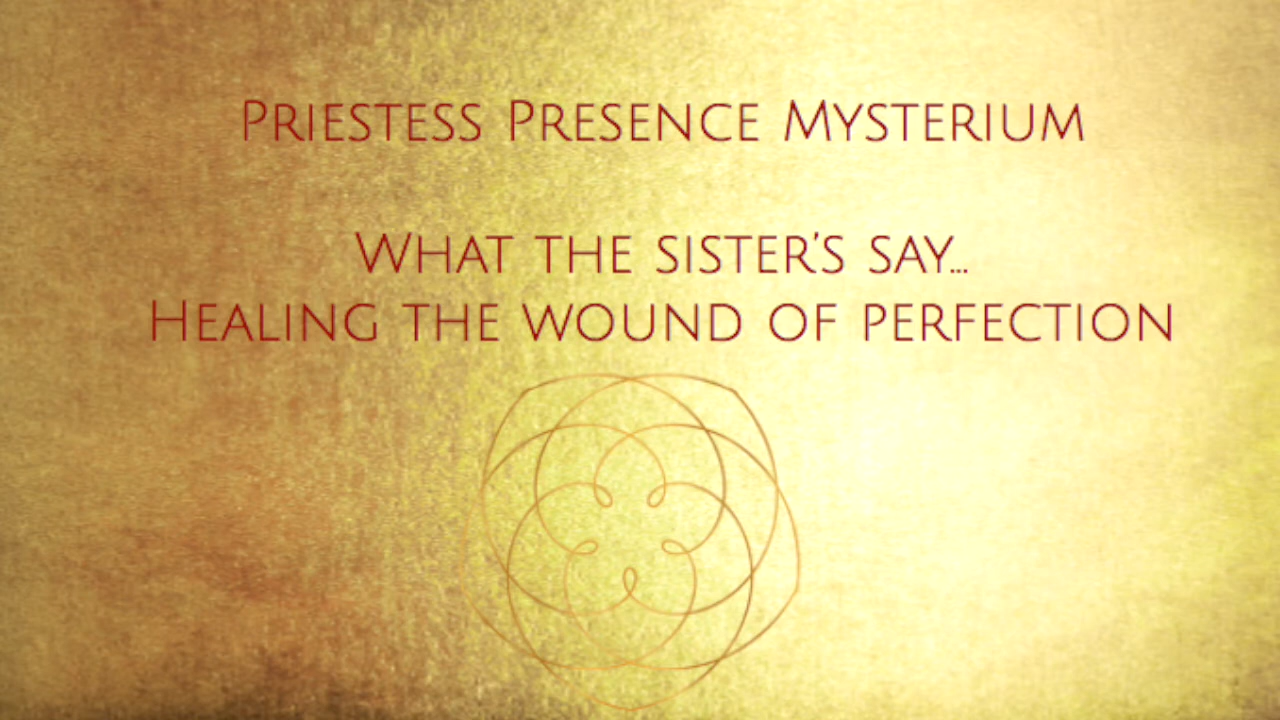 Priestess Presence Mysterium
What the sister's say...
Healing the wound of perfection